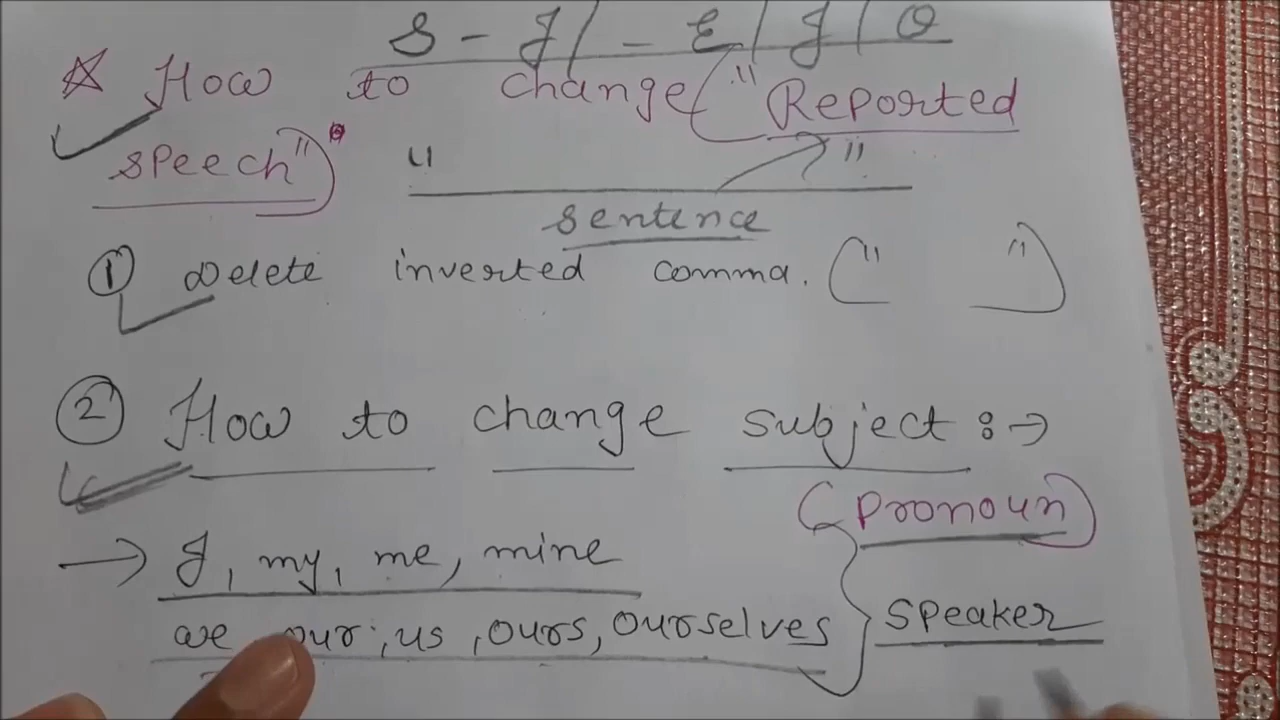 S - I / - E / I / O
☆ How to change (" Reported
speech")
" "
sentence
① Delete inverted comma. (" ")
② How to change subject :→
(Pronoun)
→ I, my, me, mine
we our, us, ours, ourselves } speaker